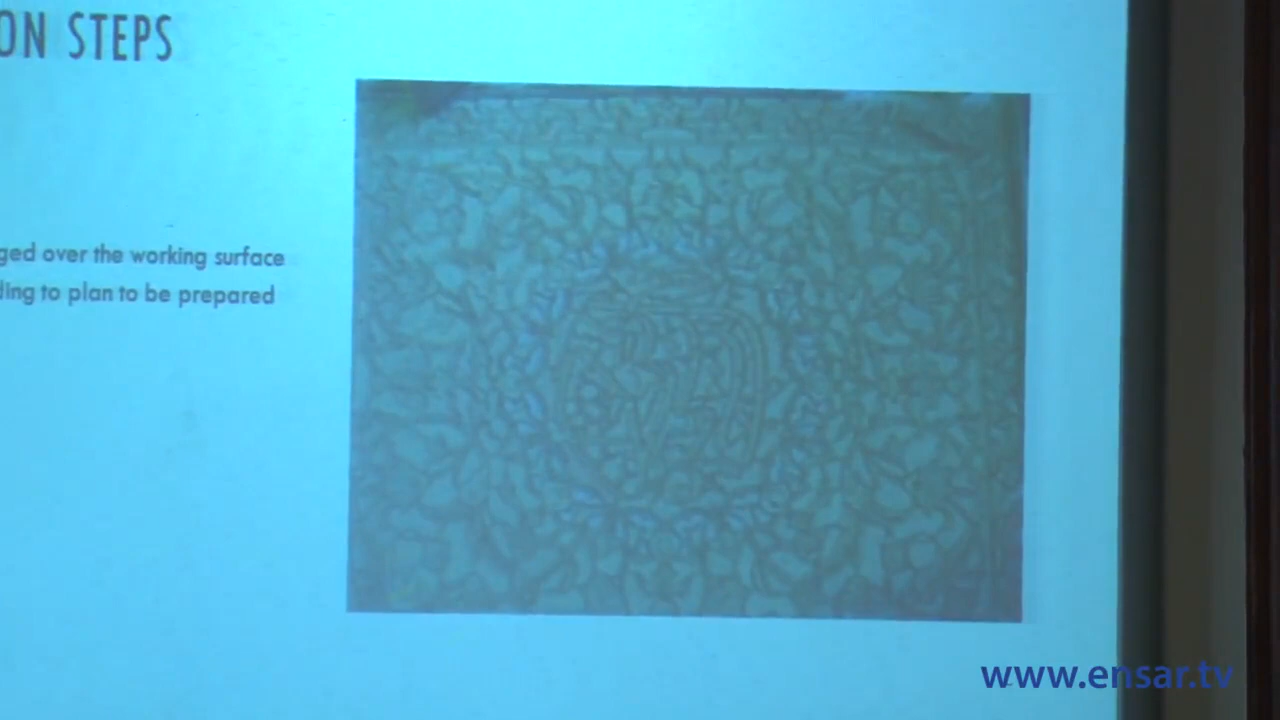 ON STEPS
ged over the working surface
ding to plan to be prepared
www.ensar.tv